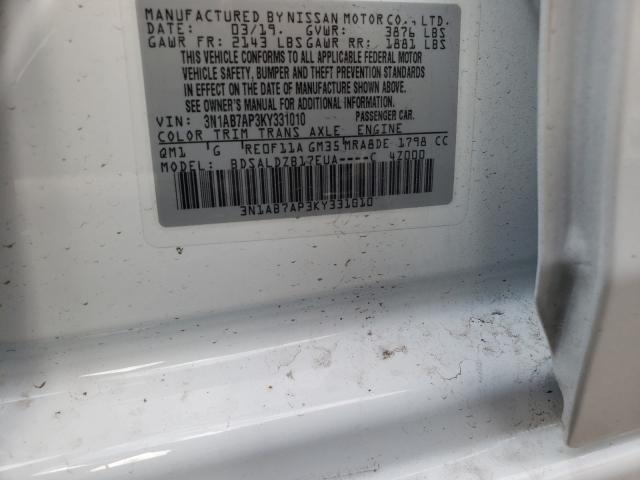 MANUFACTURED BY NISSAN MOTOR CO., LTD.
DATE: 03/19. GVWR: 3876 LBS
GAWR FR: 2143 LBS GAWR RR: 1881 LBS
THIS VEHICLE CONFORMS TO ALL APPLICABLE FEDERAL MOTOR
VEHICLE SAFETY, BUMPER AND THEFT PREVENTION STANDARDS
IN EFFECT ON THE DATE OF MANUFACTURE SHOWN ABOVE.
SEE OWNER'S MANUAL FOR ADDITIONAL INFORMATION.
VIN: 3N1AB7AP3KY331010 PASSENGER CAR.
COLOR TRIM TRANS AXLE ENGINE
QM1 G RE0F11A GM35 MRA8DE 1798 CC
MODEL: BDSALDZB17EUA----C 4Z000
3N1AB7AP3KY331010